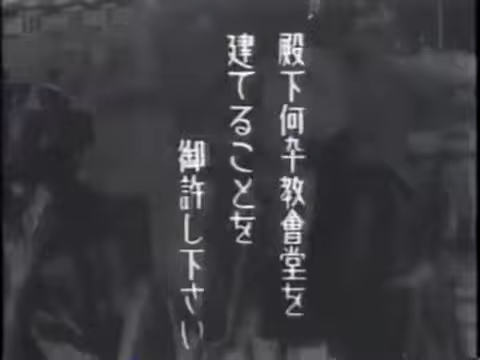 殿下何卒教會堂を
建てることを
御許し下さい